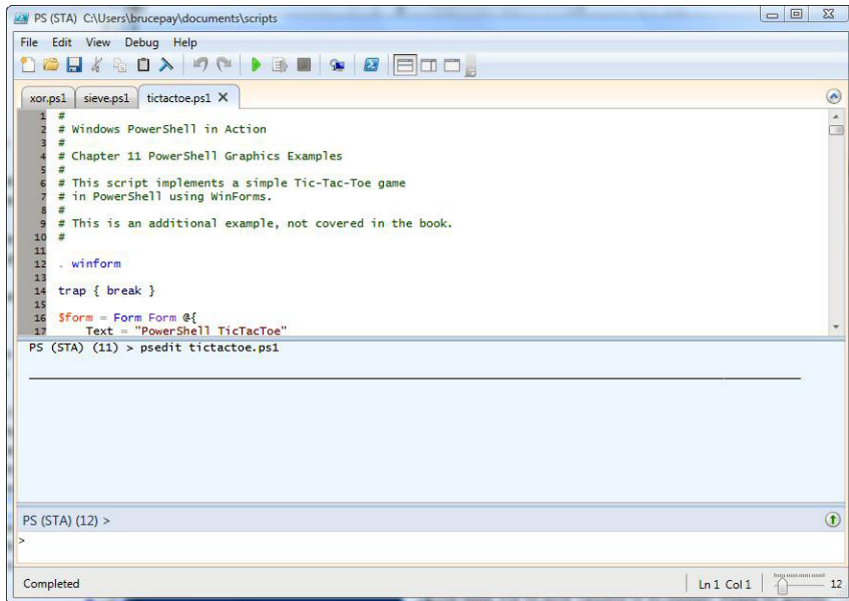 PS (STA) C:\Users\brucepay\documents\scripts
File Edit View Debug Help
xor.ps1 sieve.ps1 tictactoe.ps1 X
1 #
2 # Windows PowerShell in Action
3 #
4 # Chapter 11 PowerShell Graphics Examples
5 #
6 # This script implements a simple Tic-Tac-Toe game
7 # in PowerShell using WinForms.
8 #
9 # This is an additional example, not covered in the book.
10 #
11
12 . winform
13
14 trap { break }
15
16 $form = Form Form @{
17 Text = "PowerShell TicTacToe"
PS (STA) (11) > psedit tictactoe.ps1
PS (STA) (12) >
>
Completed Ln 1 Col 1 12